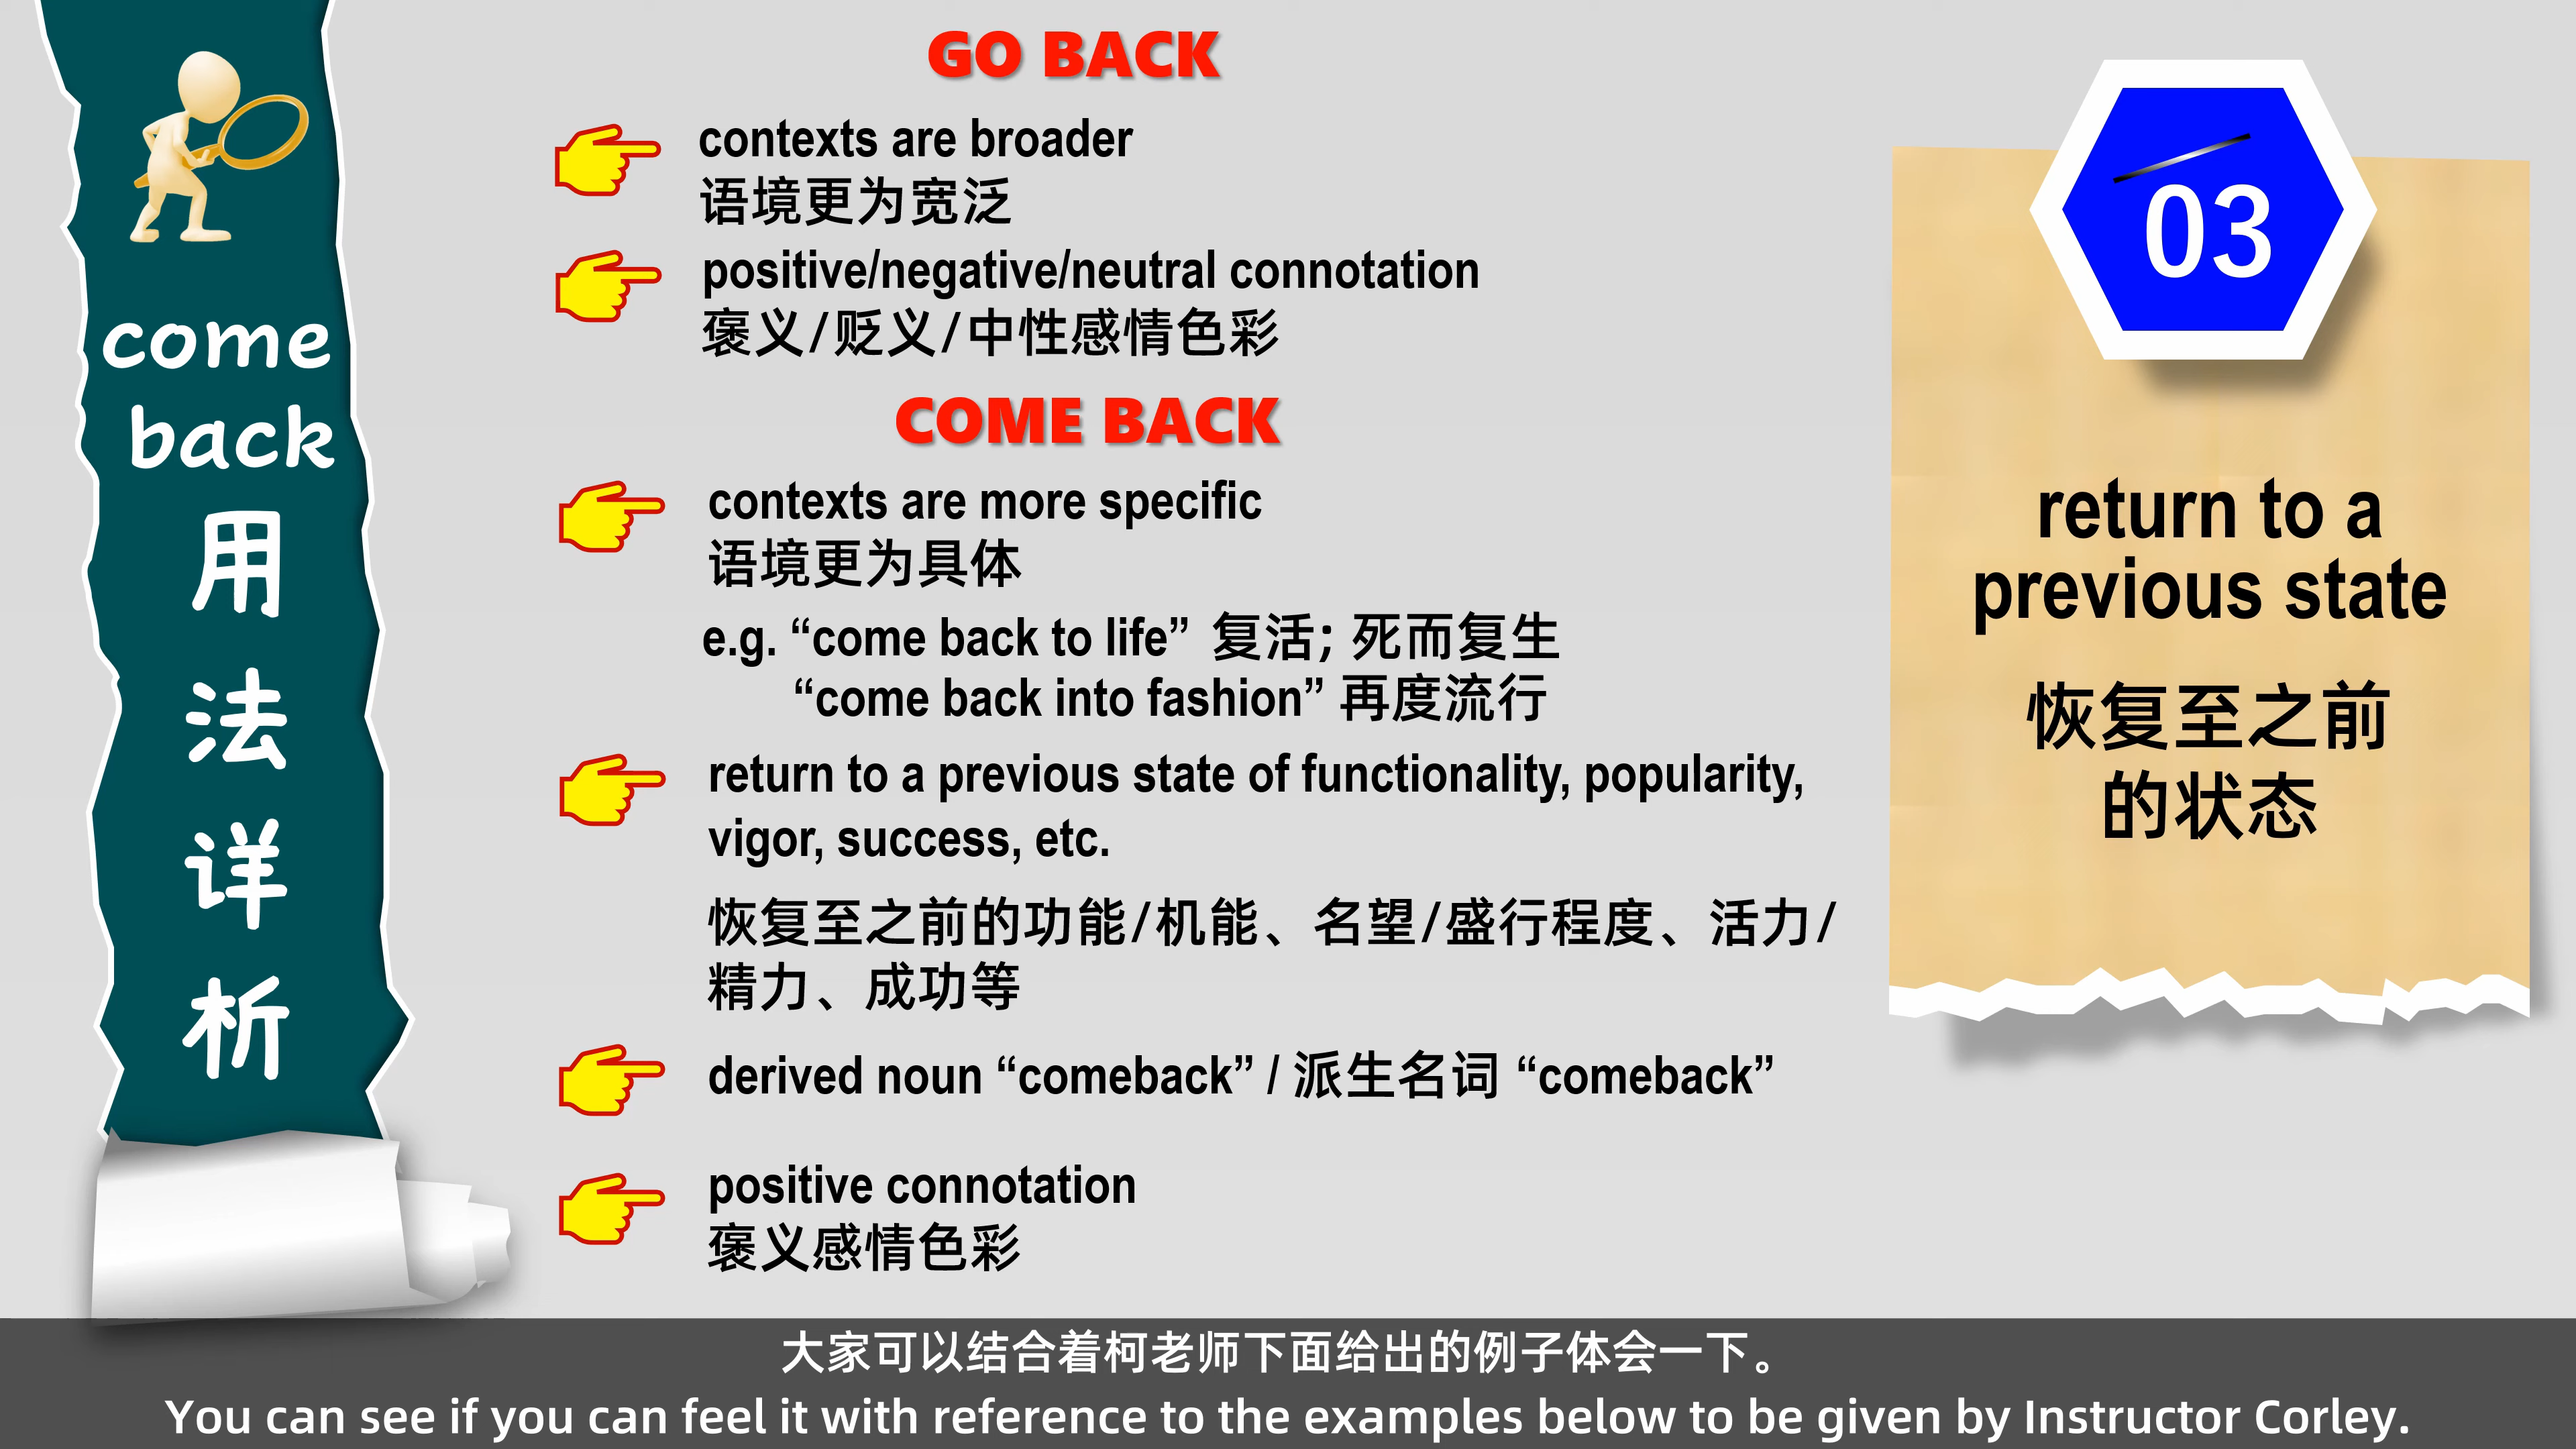 come
back
用
法
详
析
GO BACK
contexts are broader
语境更为宽泛
positive/negative/neutral connotation
褒义/贬义/中性感情色彩
COME BACK
contexts are more specific
语境更为具体
e.g. “come back to life” 复活; 死而复生
“come back into fashion” 再度流行
return to a previous state of functionality, popularity,
vigor, success, etc.
恢复至之前的功能/机能、名望/盛行程度、活力/
精力、成功等
derived noun “comeback” / 派生名词 “comeback”
positive connotation
褒义感情色彩
03
return to a
previous state
恢复至之前
的状态
大家可以结合着柯老师下面给出的例子体会一下。
You can see if you can feel it with reference to the examples below to be given by Instructor Corley.